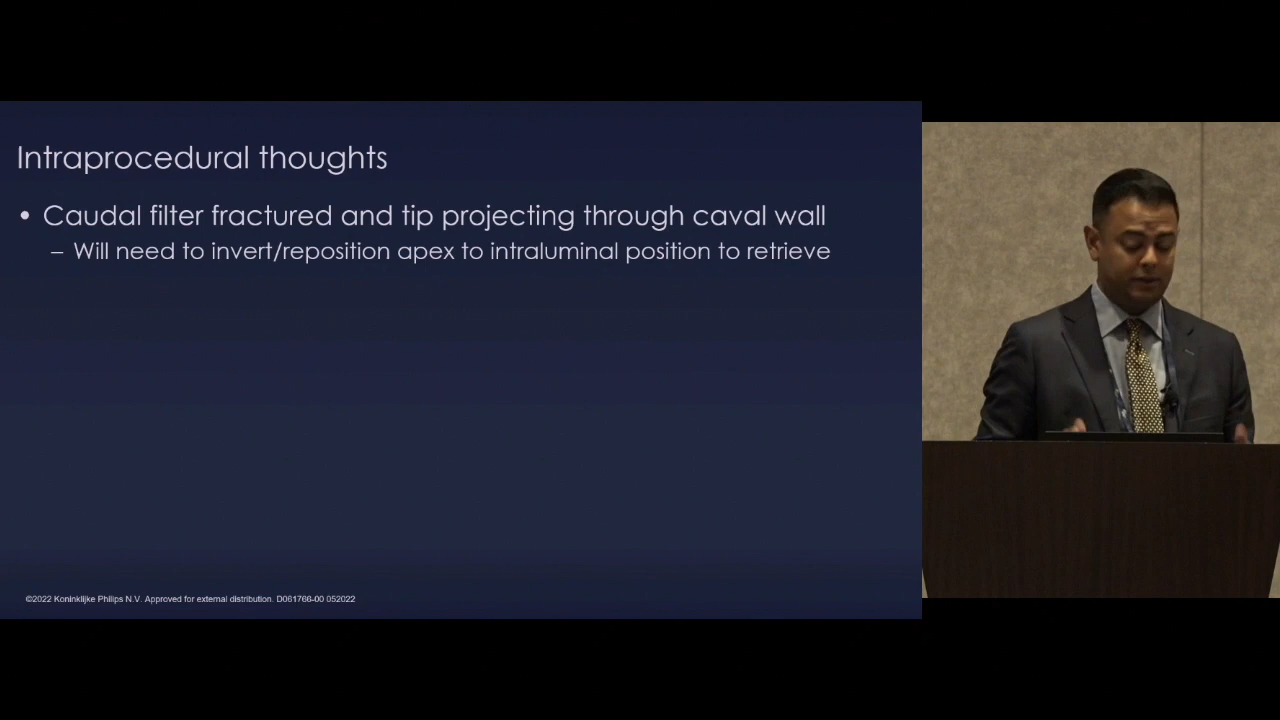 Intraprocedural thoughts
• Caudal filter fractured and tip projecting through caval wall
– Will need to invert/reposition apex to intraluminal position to retrieve
©2022 Koninklijke Philips N.V. Approved for external distribution. D061766-00 052022